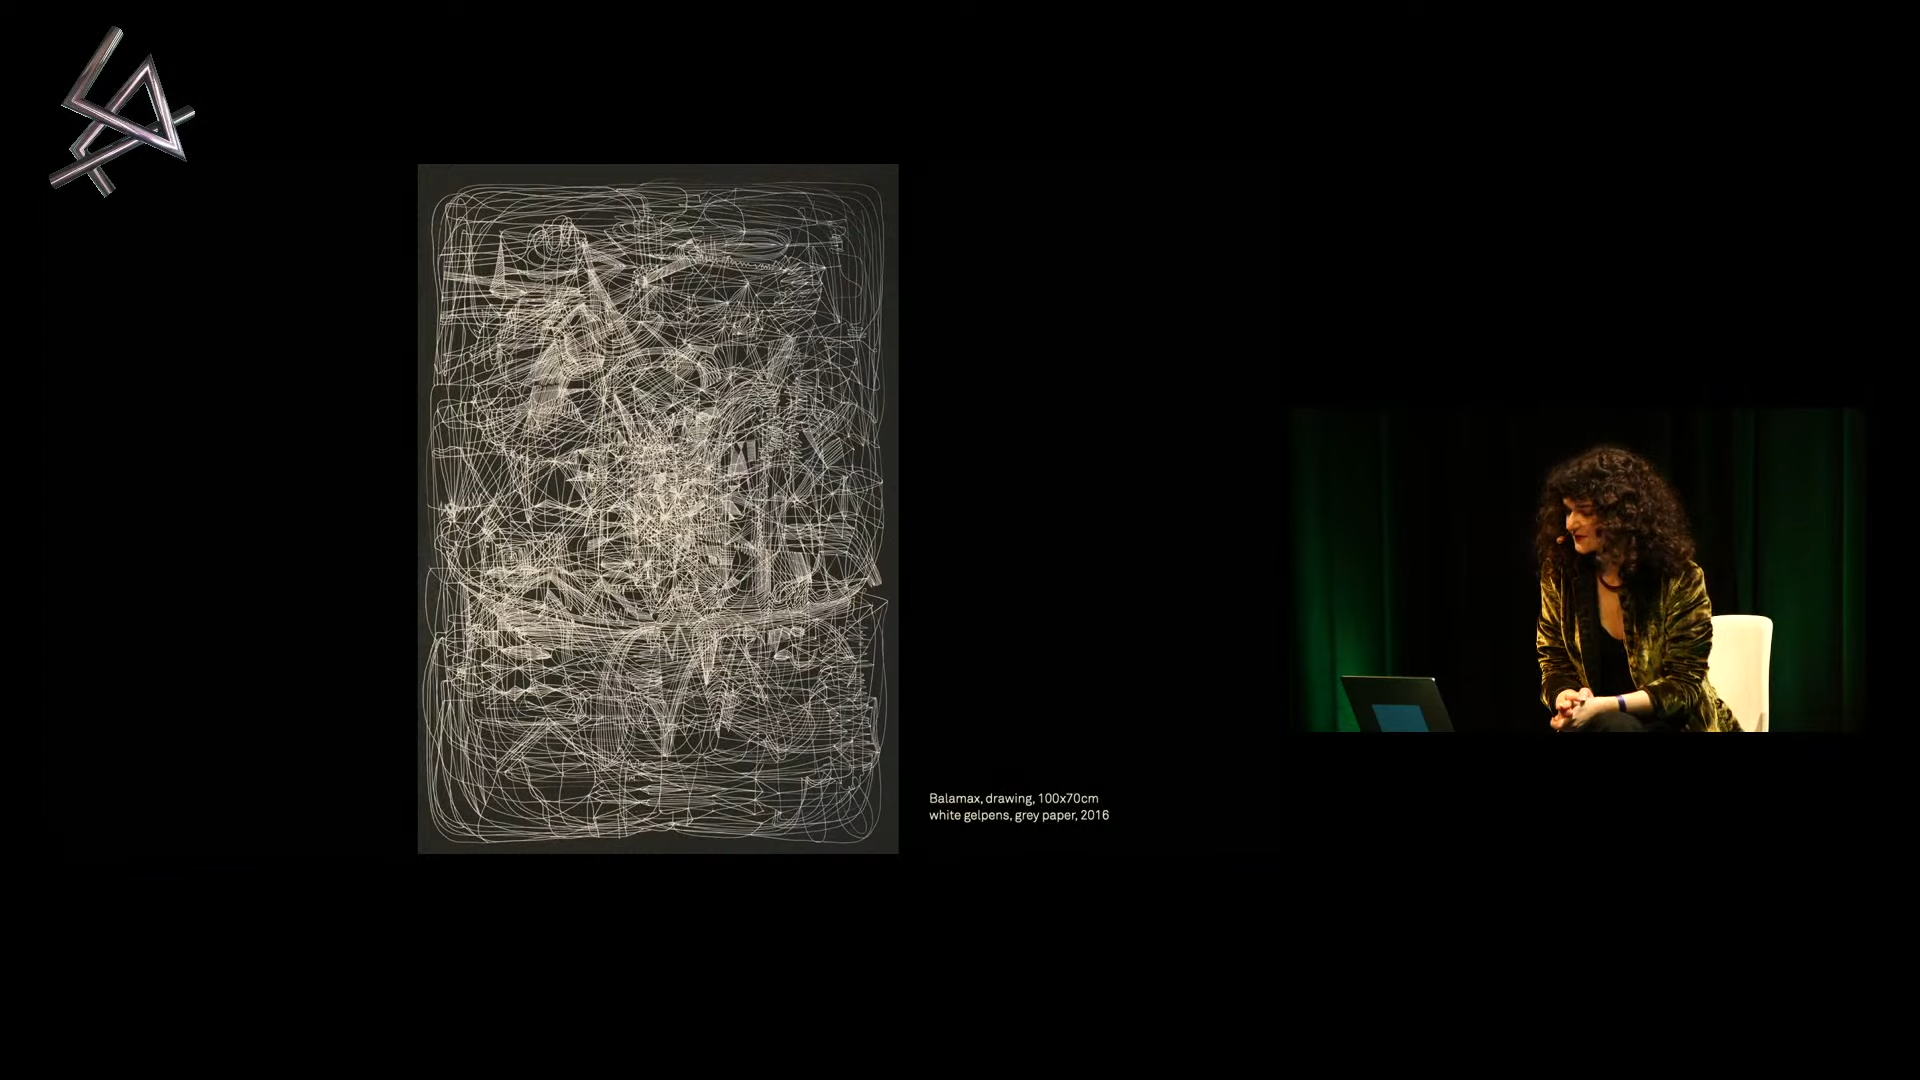 Balamax, drawing, 100x70cm
white gelpens, grey paper, 2016